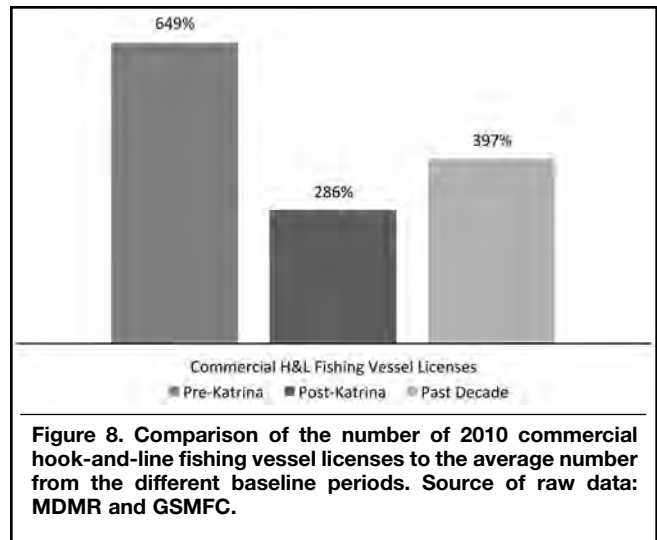 649%
286%
397%
Commercial H&L Fishing Vessel Licenses
Pre-Katrina Post-Katrina Past Decade
Figure 8. Comparison of the number of 2010 commercial
hook-and-line fishing vessel licenses to the average number
from the different baseline periods. Source of raw data:
MDMR and GSMFC.